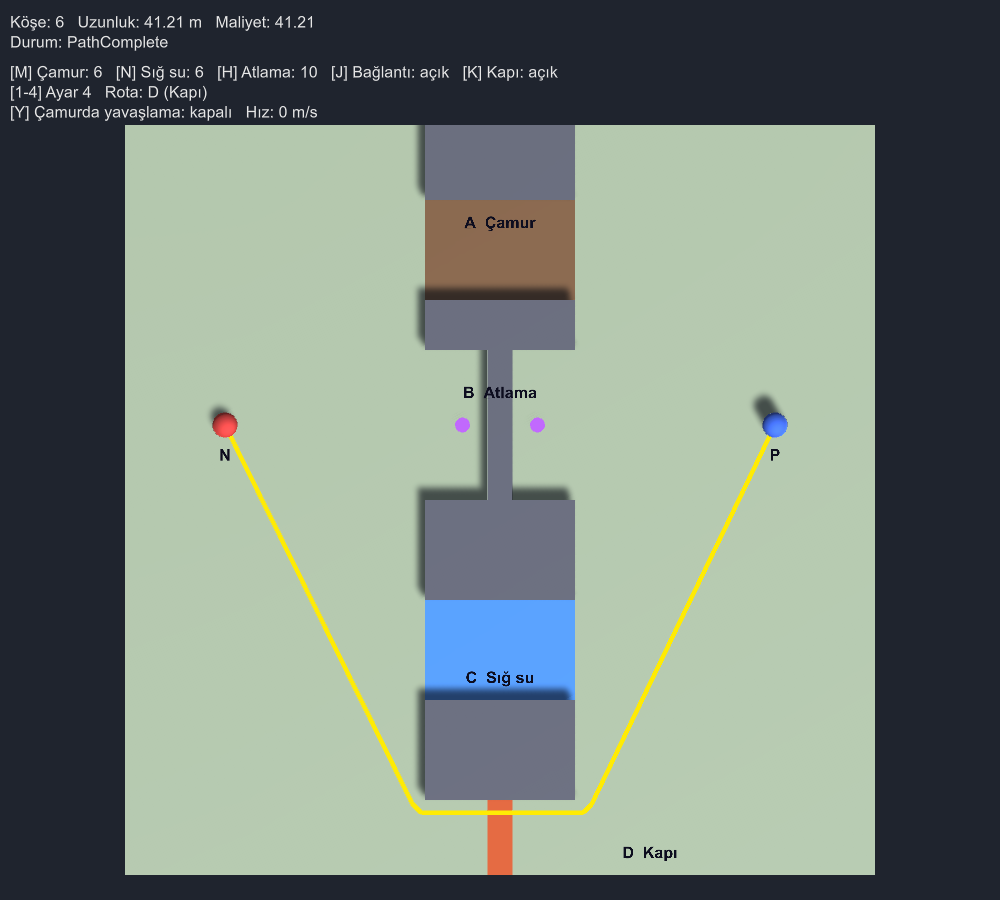 Köşe: 6   Uzunluk: 41.21 m   Maliyet: 41.21
Durum: PathComplete
[M] Çamur: 6   [N] Sığ su: 6   [H] Atlama: 10   [J] Bağlantı: açık   [K] Kapı: açık
[1-4] Ayar 4   Rota: D (Kapı)
[Y] Çamurda yavaşlama: kapalı   Hız: 0 m/s
A  Çamur
B  Atlama
N
P
C  Sığ su
D  Kapı